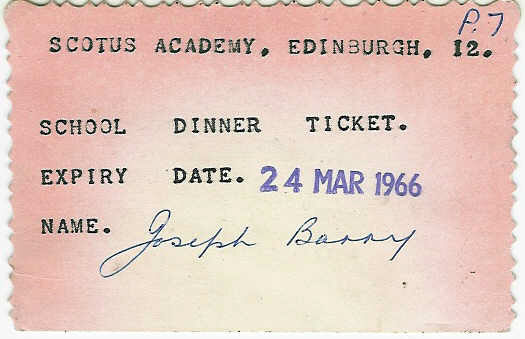 P.7
SCOTUS ACADEMY, EDINBURGH, 12.
SCHOOL DINNER TICKET.
EXPIRY DATE. 24 MAR 1966
NAME. Joseph Barry